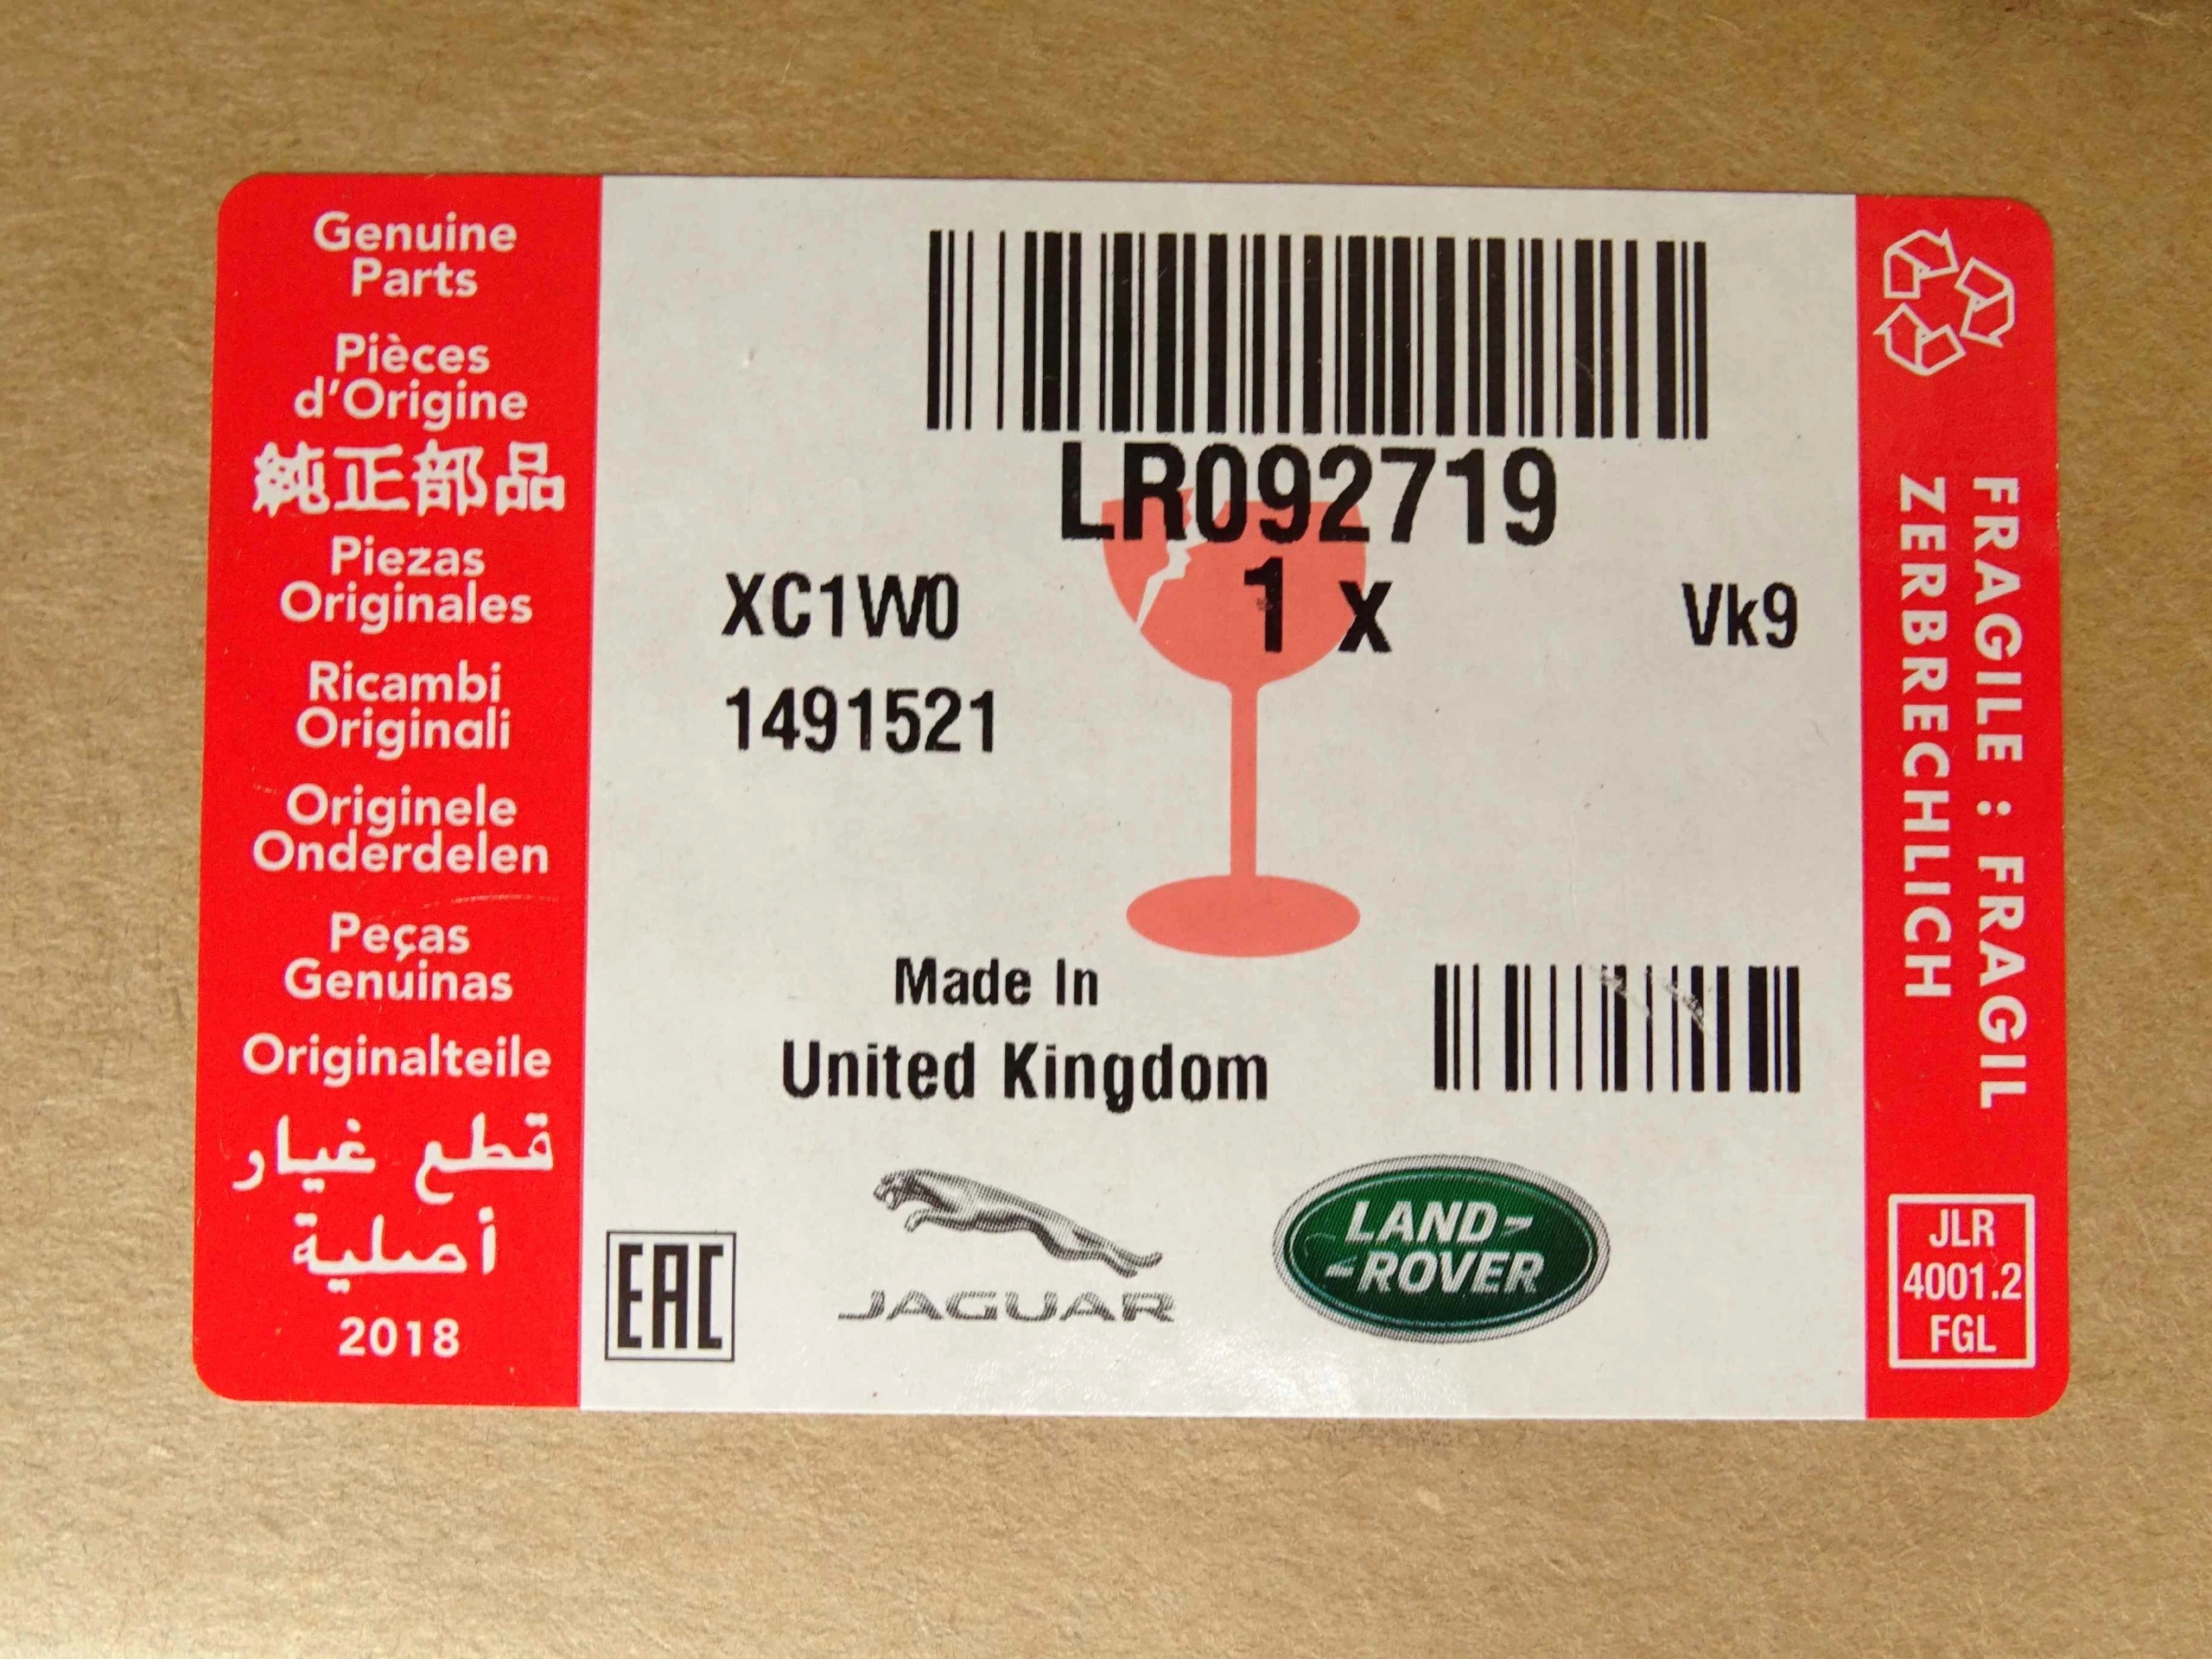 Genuine
Parts
Pièces
d'Origine
純正部品
Piezas
Originales
Ricambi
Originali
Originele
Onderdelen
Peças
Genuinas
Originalteile
قطع غيار
أصلية
2018
LR092719
XC1W0 1 x Vk9
1491521
Made In
United Kingdom
EAC
JAGUAR
LAND-
-ROVER
FRAGILE : FRAGIL
ZERBRECHLICH
JLR
4001.2
FGL